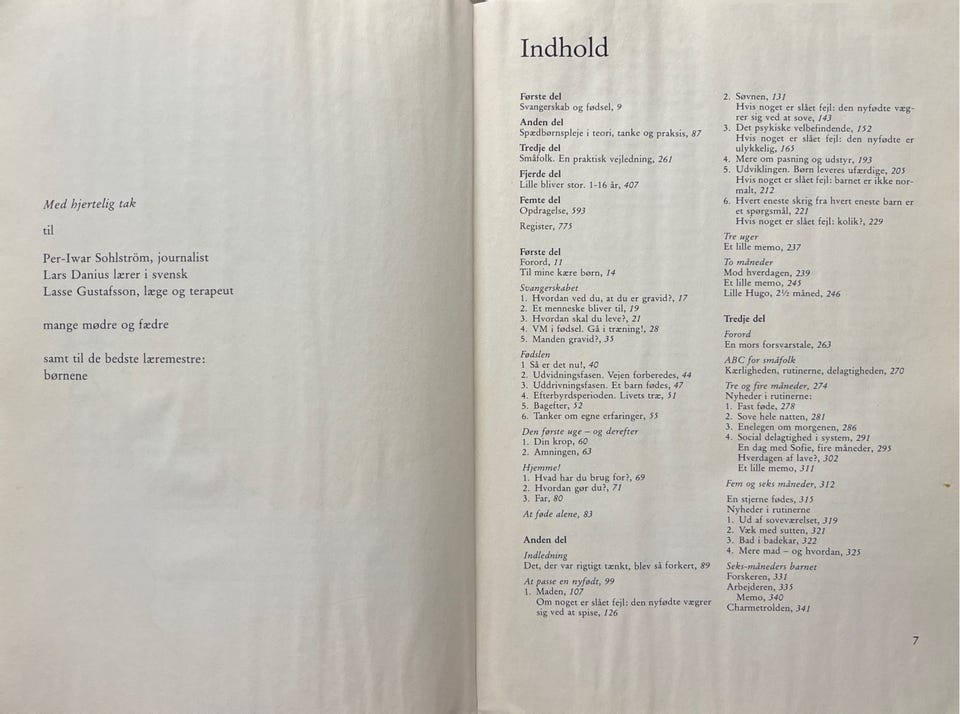 Med hjertelig tak
til
Per-Iwar Sohlström, journalist
Lars Danius lærer i svensk
Lasse Gustafsson, læge og terapeut
mange mødre og fædre
samt til de bedste læremestre:
børnene
Indhold
Første del
Svangerskab og fødsel, 9
Anden del
Spædbørnspleje i teori, tanke og praksis, 87
Tredje del
Småfolk. En praktisk vejledning, 261
Fjerde del
Lille bliver stor. 1-16 år, 407
Femte del
Opdragelse, 593
Register, 775
Første del
Forord, 11
Til mine kære børn, 14
Svangerskabet
1. Hvordan ved du, at du er gravid?, 17
2. Et menneske bliver til, 19
3. Hvordan skal du leve?, 21
4. VM i fødsel. Gå i træning!, 28
5. Manden gravid?, 35
Fødslen
1 Så er det nu!, 40
2. Udvidningsfasen. Vejen forberedes, 44
3. Uddrivningsfasen. Et barn fødes, 47
4. Efterbyrdsperioden. Livets træ, 51
5. Bagefter, 52
6. Tanker om egne erfaringer, 55
Den første uge – og derefter
1. Din krop, 60
2. Amningen, 63
Hjemme!
1. Hvad har du brug for?, 69
2. Hvordan gør du?, 71
3. Far, 80
At føde alene, 83
Anden del
Indledning
Det, der var rigtigt tænkt, blev så forkert, 89
At passe en nyfødt, 99
1. Maden, 107
Om noget er slået fejl: den nyfødte vægrer
sig ved at spise, 126
2. Søvnen, 131
Hvis noget er slået fejl: den nyfødte væg-
rer sig ved at sove, 143
3. Det psykiske velbefindende, 152
Hvis noget er slået fejl: den nyfødte er
ulykkelig, 165
4. Mere om pasning og udstyr, 193
5. Udviklingen. Børn leveres ufærdige, 205
Hvis noget er slået fejl: barnet er ikke nor-
malt, 212
6. Hvert eneste skrig fra hvert eneste barn er
et spørgsmål, 221
Hvis noget er slået fejl: kolik?, 229
Tre uger
Et lille memo, 237
To måneder
Mod hverdagen, 239
Et lille memo, 245
Lille Hugo, 2½ måned, 246
Tredje del
Forord
En mors forsvarstale, 263
ABC for småfolk
Kærligheden, rutinerne, delagtigheden, 270
Tre og fire måneder, 274
Nyheder i rutinerne:
1. Fast føde, 278
2. Sove hele natten, 281
3. Enelegen om morgenen, 286
4. Social delagtighed i system, 291
En dag med Sofie, fire måneder, 295
Hverdagen af lave?, 302
Et lille memo, 311
Fem og seks måneder, 312
En stjerne fødes, 315
Nyheder i rutinerne
1. Ud af soveværelset, 319
2. Væk med sutten, 321
3. Bad i badekar, 322
4. Mere mad – og hvordan, 325
Seks-måneders barnet
Forskeren, 331
Arbejderen, 335
Memo, 340
Charmetrolden, 341
7